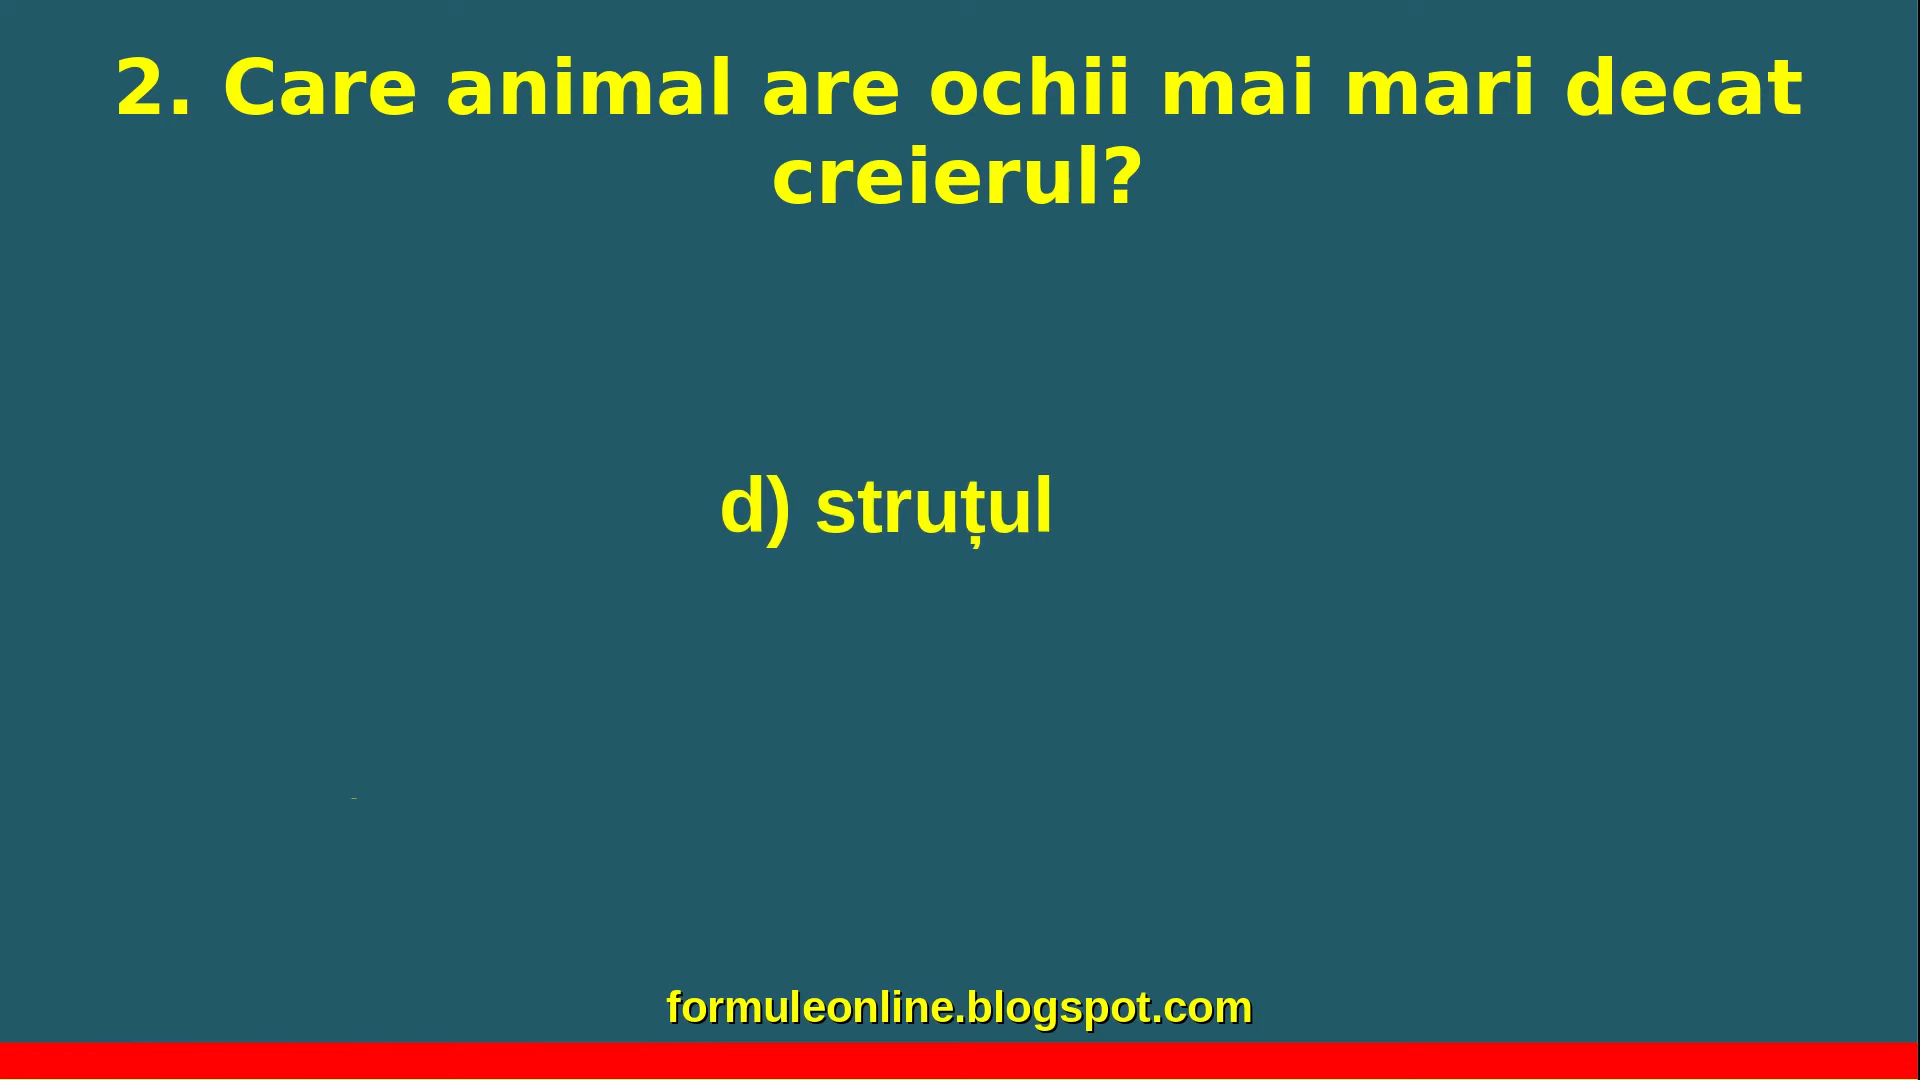 2. Care animal are ochii mai mari decat
creierul?
d) struțul
formuleonline.blogspot.com